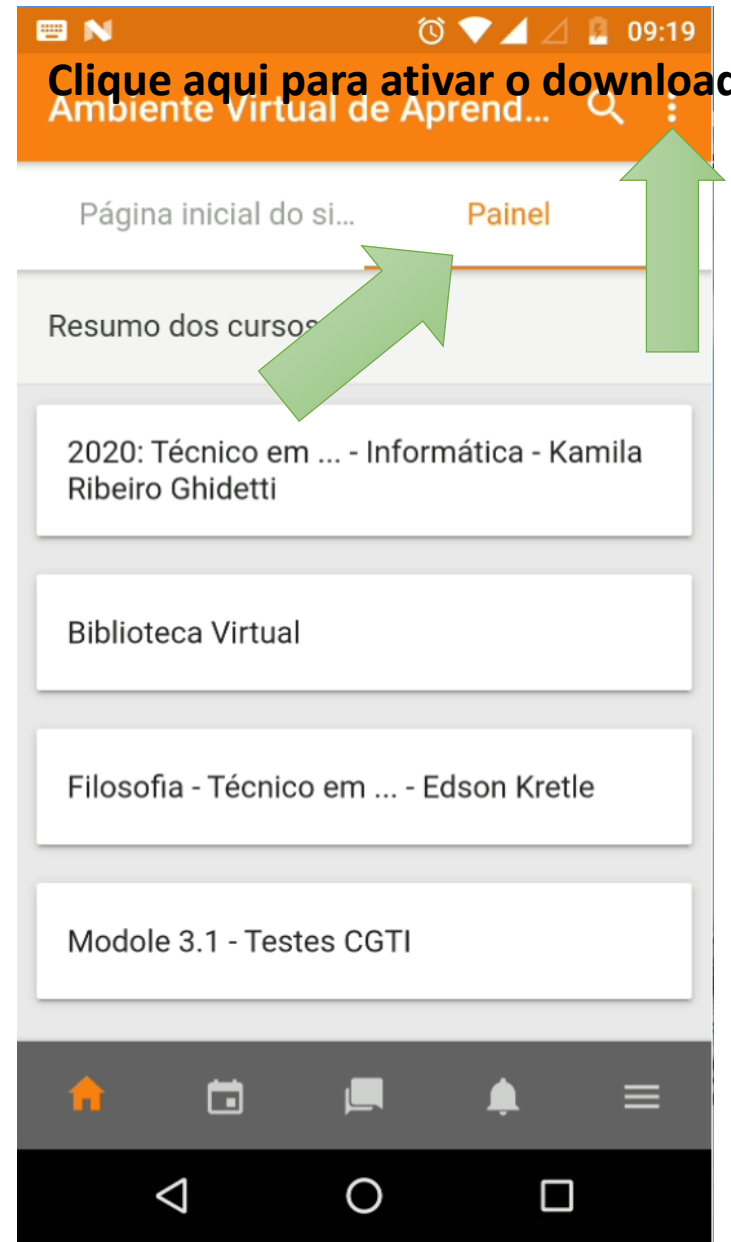 09:19
Clique aqui para ativar o download
Ambiente Virtual de Aprend...
Página inicial do si...
Painel
Resumo dos cursos
2020: Técnico em ... - Informática - Kamila
Ribeiro Ghidetti
Biblioteca Virtual
Filosofia - Técnico em ... - Edson Kretle
Modole 3.1 - Testes CGTI